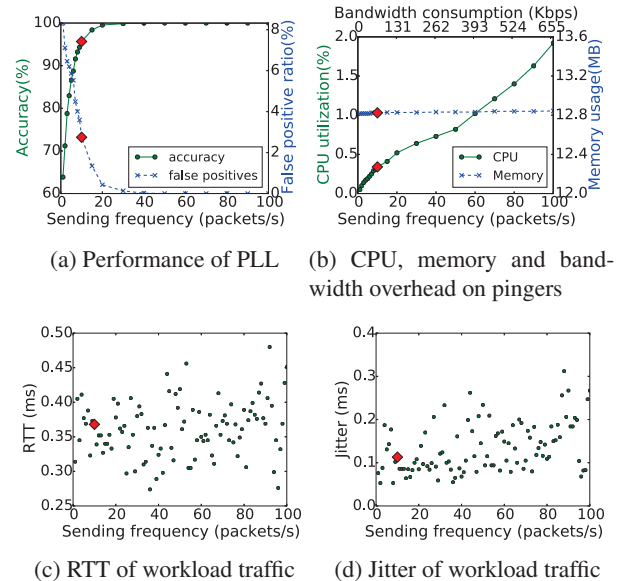 Bandwidth consumption (Kbps)
0 131 262 393 524 655
100
90
80
70
60
8
6
4
2
0
Accuracy(%)
False positive ratio(%)
accuracy
false positives
0 20 40 60 80 100
Sending frequency (packets/s)
(a) Performance of PLL
2.0
1.5
1.0
0.5
0.0
13.6
13.2
12.8
12.4
12.0
CPU utilization(%)
Memory usage(MB)
CPU
Memory
0 20 40 60 80 100
Sending frequency (packets/s)
(b) CPU, memory and band-
width overhead on pingers
0.50
0.45
0.40
0.35
0.30
0.25
RTT (ms)
0 20 40 60 80 100
Sending frequency (packets/s)
(c) RTT of workload traffic
0.4
0.3
0.2
0.1
0.0
Jitter (ms)
0 20 40 60 80 100
Sending frequency (packets/s)
(d) Jitter of workload traffic